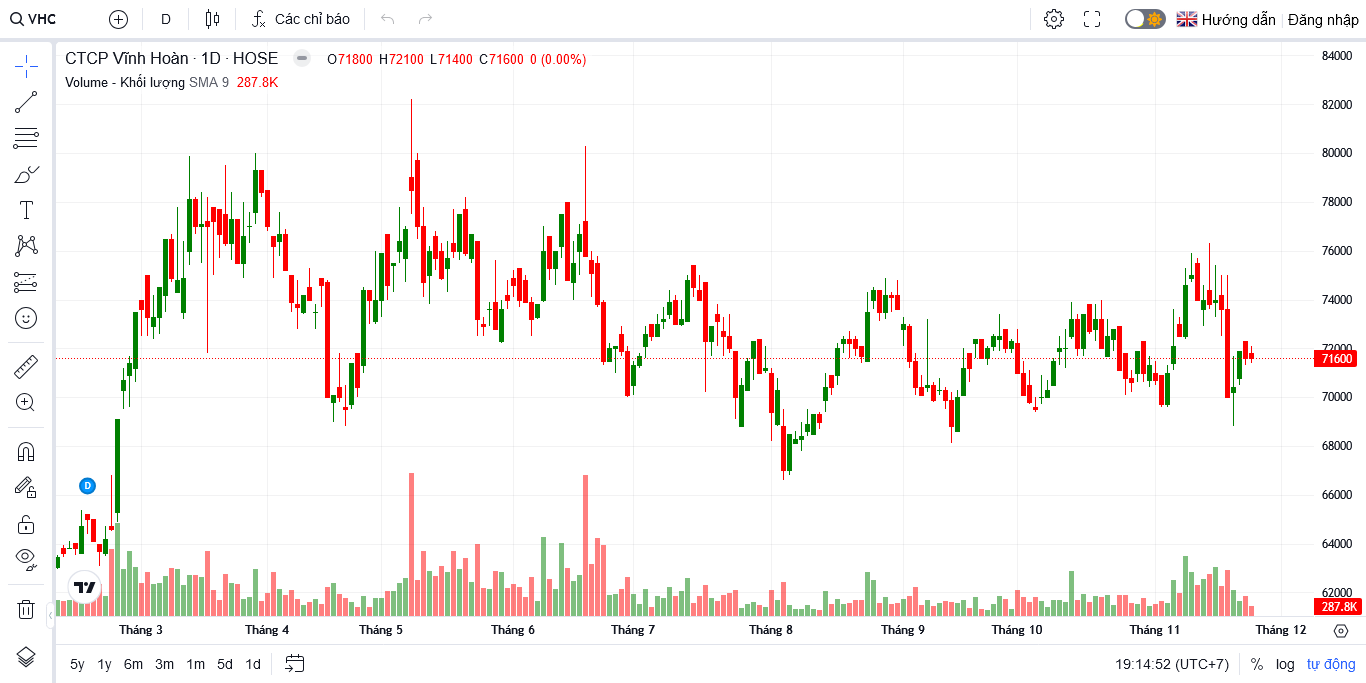 VHC D Các chỉ báo Hướng dẫn Đăng nhập
CTCP Vĩnh Hoàn · 1D · HOSE O71800 H72100 L71400 C71600 0 (0.00%)
Volume - Khối lượng SMA 9 287.8K
84000
82000
80000
78000
76000
74000
72000
71600
70000
68000
66000
D
64000
62000
287.8K
Tháng 3 Tháng 4 Tháng 5 Tháng 6 Tháng 7 Tháng 8 Tháng 9 Tháng 10 Tháng 11 Tháng 12
5y 1y 6m 3m 1m 5d 1d 19:14:52 (UTC+7) % log tự động